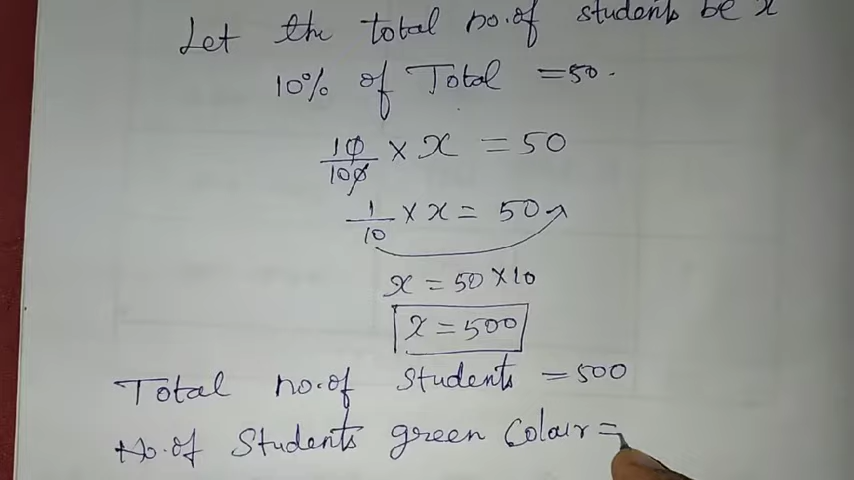 Let the total no.of students be x
10% of Total = 50.
10/100 × x = 50
1/10 × x = 50
x = 50 × 10
x = 500
Total no.of students = 500
No.of Students green Colour =